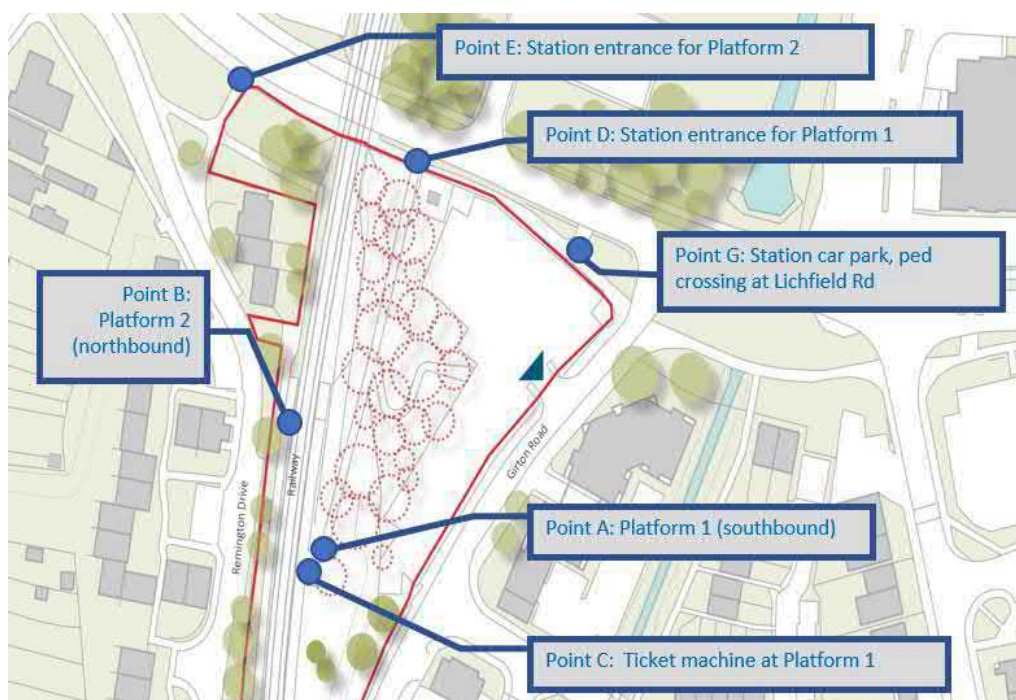 Point E: Station entrance for Platform 2
Point D: Station entrance for Platform 1
Point G: Station car park, ped
crossing at Lichfield Rd
Point B:
Platform 2
(northbound)
Girton Road
Railway
Remington Drive
Point A: Platform 1 (southbound)
Point C: Ticket machine at Platform 1